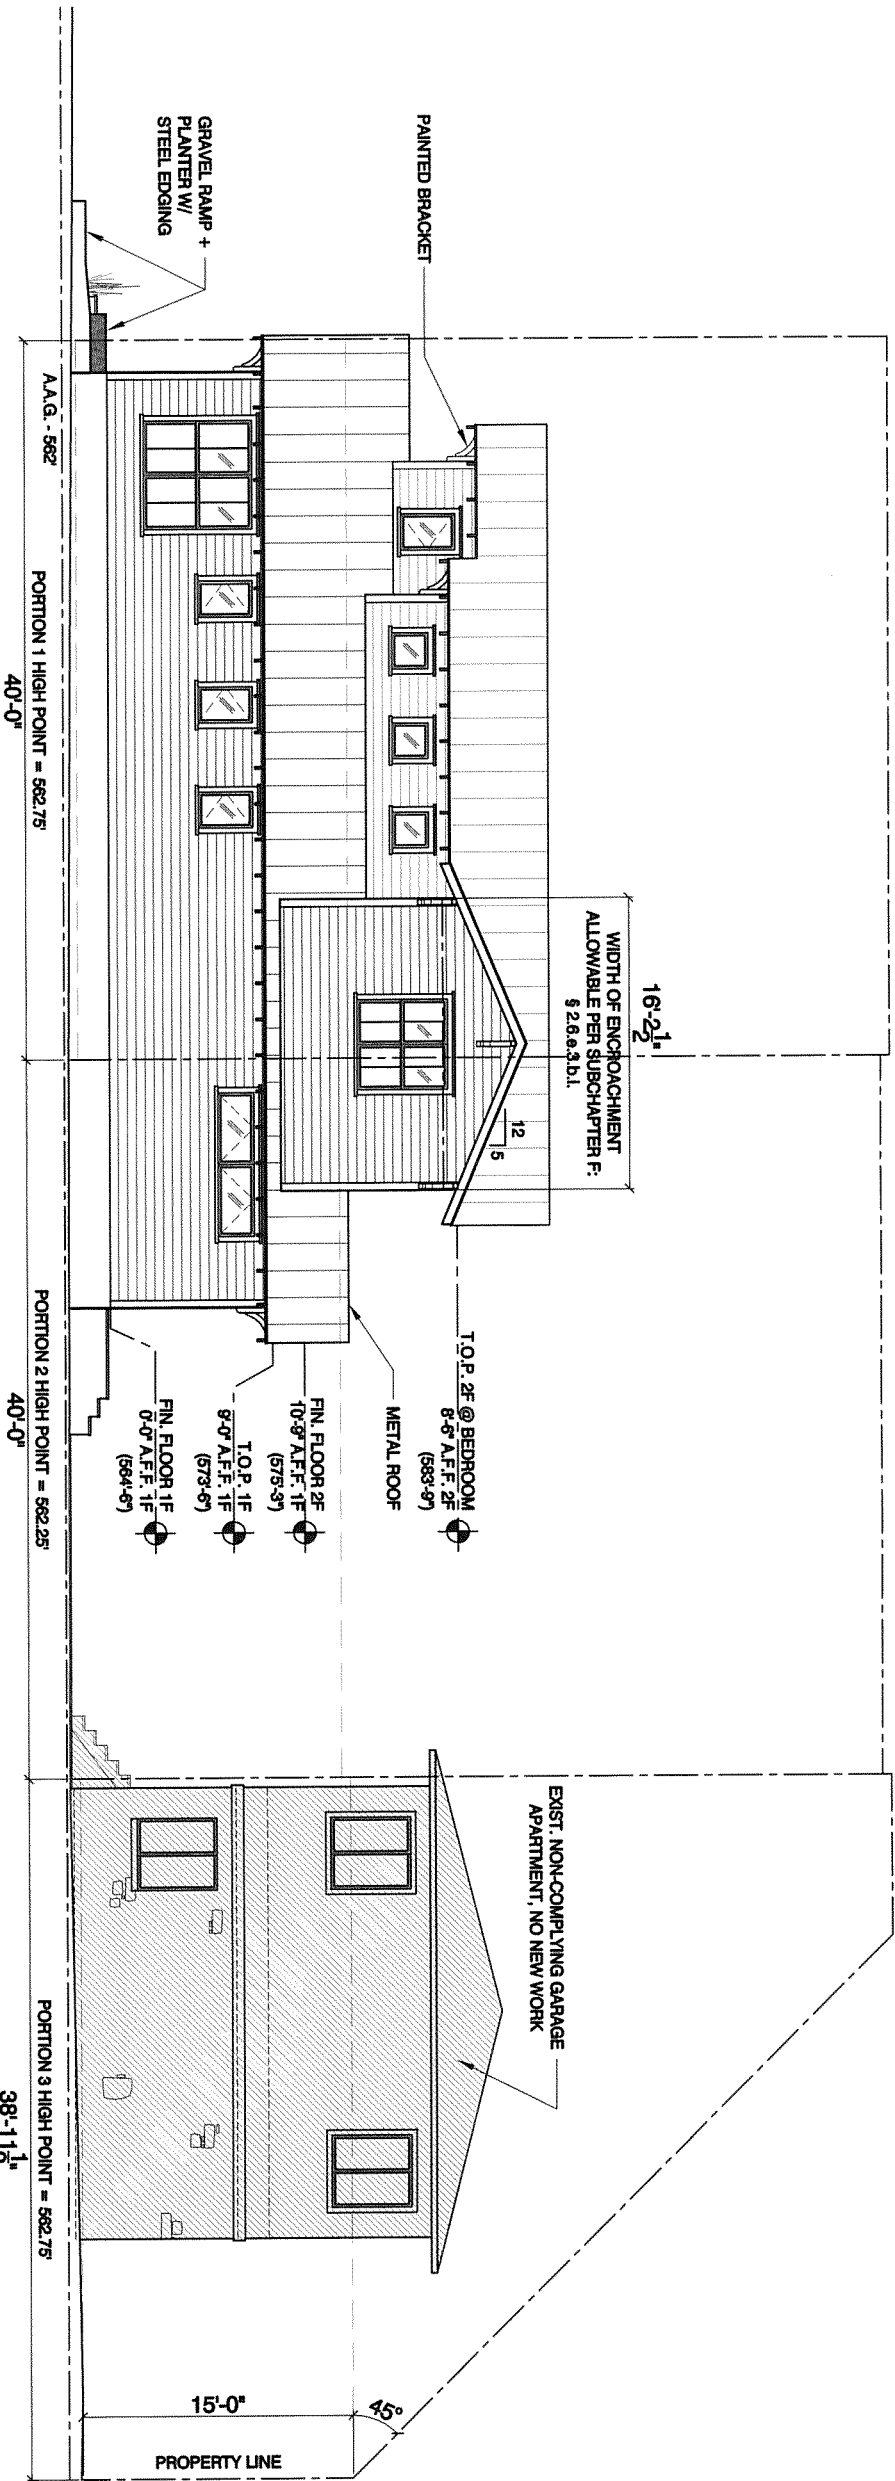 GRAVEL RAMP +
PLANTER W/
STEEL EDGING
PAINTED BRACKET
16'-2 1/2"
WIDTH OF ENCROACHMENT
ALLOWABLE PER SUBCHAPTER F:
§ 2.6.e.3.b.i.
12
5
T.O.P. 2F @ BEDROOM
8'-6" A.F.F. 2F
(583'-9")
METAL ROOF
FIN. FLOOR 2F
10'-9" A.F.F. 1F
(575'-3")
T.O.P. 1F
9'-0" A.F.F. 1F
(573'-6")
FIN. FLOOR 1F
0'-0" A.F.F. 1F
(564'-6")
EXIST. NON-COMPLYING GARAGE
APARTMENT, NO NEW WORK
45°
15'-0"
PROPERTY LINE
A.A.G. - 562'
PORTION 1 HIGH POINT = 562.75'
40'-0"
PORTION 2 HIGH POINT = 562.25'
40'-0"
PORTION 3 HIGH POINT = 562.75'
38'-11